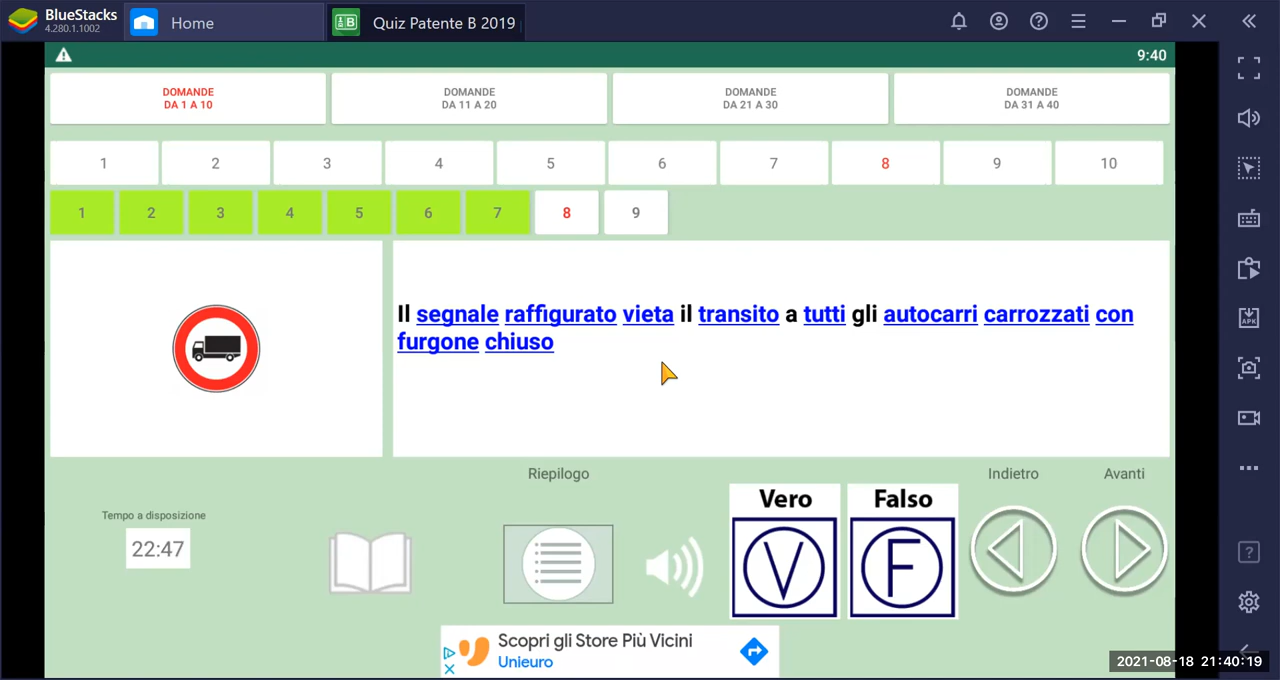 BlueStacks
4.280.1.1002
Home
Quiz Patente B 2019
9:40
DOMANDE
DA 1 A 10
DOMANDE
DA 11 A 20
DOMANDE
DA 21 A 30
DOMANDE
DA 31 A 40
1 2 3 4 5 6 7 8 9 10
1 2 3 4 5 6 7 8 9
Il segnale raffigurato vieta il transito a tutti gli autocarri carrozzati con
furgone chiuso
Riepilogo
Indietro
Avanti
Vero
Falso
V
F
Tempo a disposizione
22:47
Scopri gli Store Più Vicini
Unieuro
2021-08-18 21:40:19